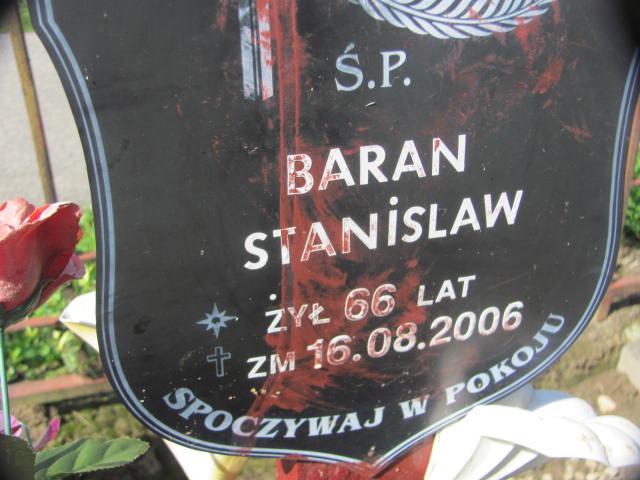 Ś.P.
BARAN
STANiSLAW
ŻYŁ 66 LAT
ZM 16.08.2006
SPOCZYWAJ W POKOJU